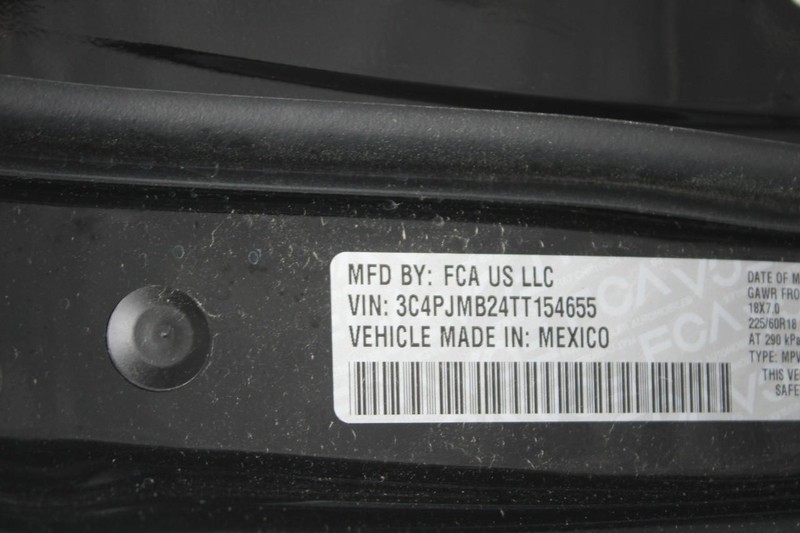 MFD BY: FCA US LLC
VIN: 3C4PJMB24TT154655
VEHICLE MADE IN: MEXICO
DATE OF M
GAWR FRO
18X7.0
225/60R18
AT 290 kPa
TYPE: MPV
THIS VE
SAFE